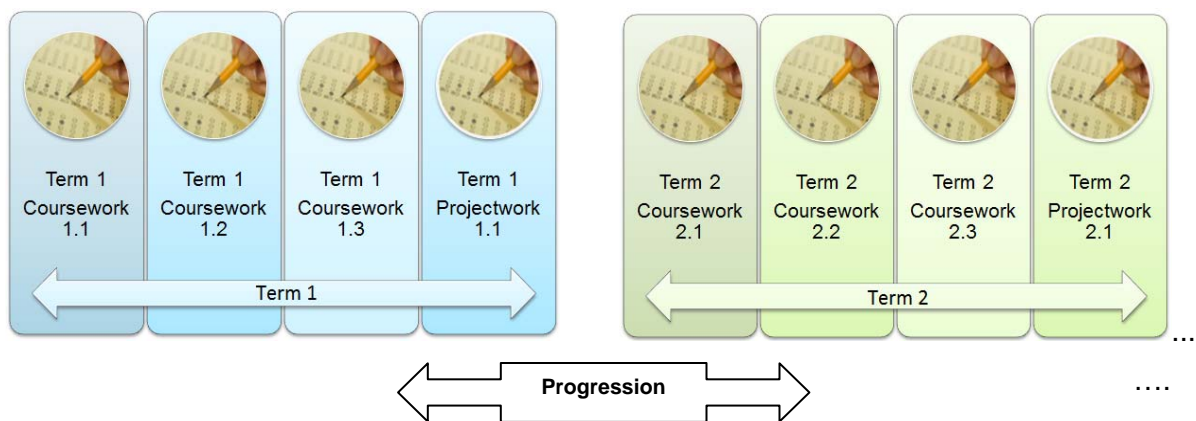 Term 1
Coursework
1.1
Term 1
Coursework
1.2
Term 1
Coursework
1.3
Term 1
Projectwork
1.1
Term 1
Term 2
Coursework
2.1
Term 2
Coursework
2.2
Term 2
Coursework
2.3
Term 2
Projectwork
2.1
Term 2
...
Progression
....